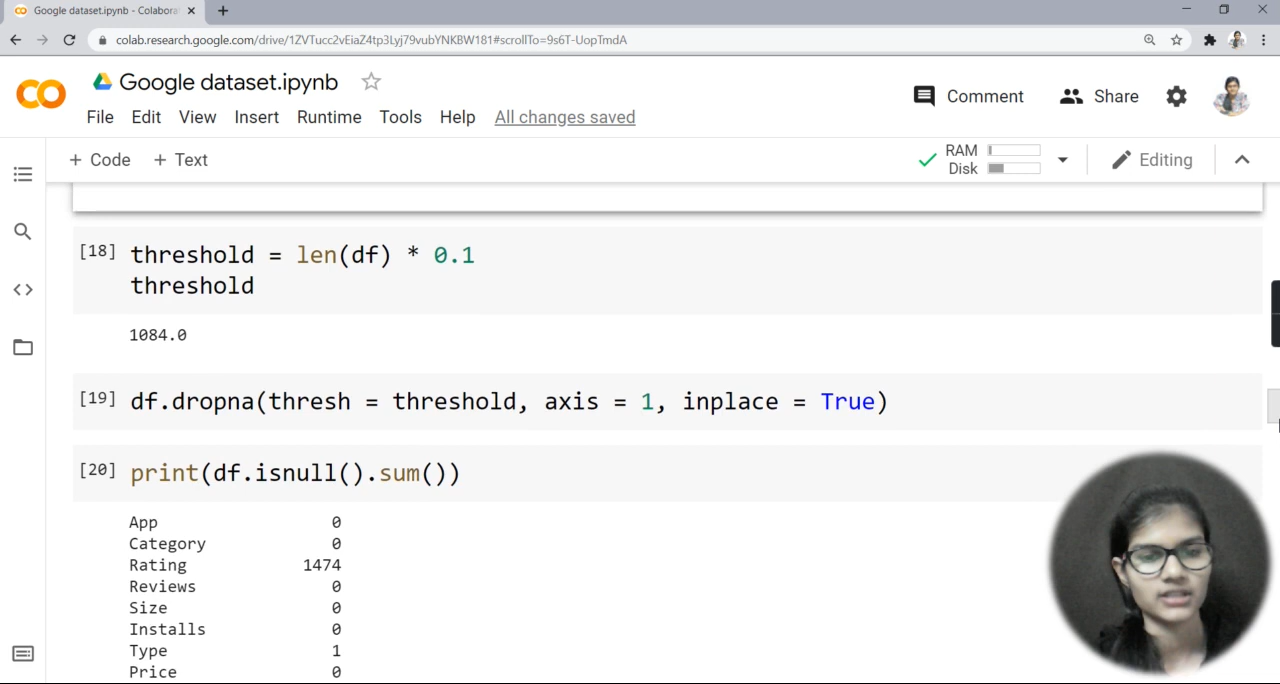 Google dataset.ipynb - Colabora
colab.research.google.com/drive/1ZVTucc2vEiaZ4tp3Lyj79vubYNKBW181#scrollTo=9s6T-UopTmdA
Google dataset.ipynb
Comment
Share
File Edit View Insert Runtime Tools Help All changes saved
+ Code + Text
RAM
Disk
Editing
[18] threshold = len(df) * 0.1
threshold
1084.0
[19] df.dropna(thresh = threshold, axis = 1, inplace = True)
[20] print(df.isnull().sum())
App 0
Category 0
Rating 1474
Reviews 0
Size 0
Installs 0
Type 1
Price 0